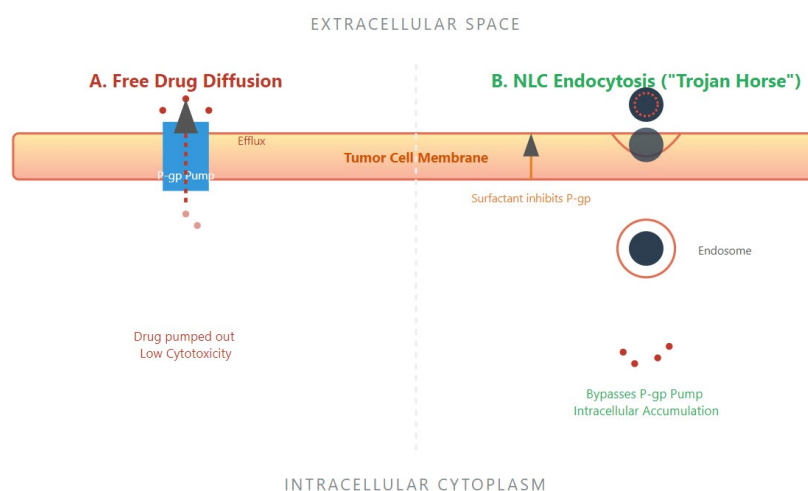 EXTRACELLULAR SPACE
A. Free Drug Diffusion
B. NLC Endocytosis ("Trojan Horse")
Efflux
Tumor Cell Membrane
P-gp Pump
Surfactant inhibits P-gp
Endosome
Drug pumped out
Low Cytotoxicity
Bypasses P-gp Pump
Intracellular Accumulation
INTRACELLULAR CYTOPLASM